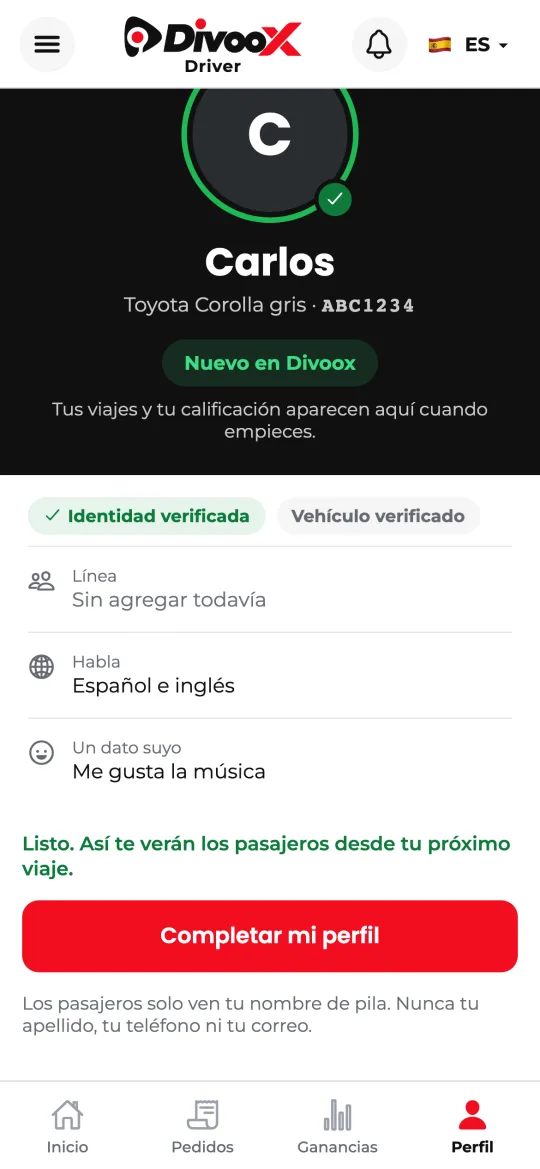 DivooX
Driver
ES
C
Carlos
Toyota Corolla gris · ABC1234
Nuevo en Divoox
Tus viajes y tu calificación aparecen aquí cuando
empieces.
Identidad verificada
Vehículo verificado
Línea
Sin agregar todavía
Habla
Español e inglés
Un dato suyo
Me gusta la música
Listo. Así te verán los pasajeros desde tu próximo
viaje.
Completar mi perfil
Los pasajeros solo ven tu nombre de pila. Nunca tu
apellido, tu teléfono ni tu correo.
Inicio
Pedidos
Ganancias
Perfil